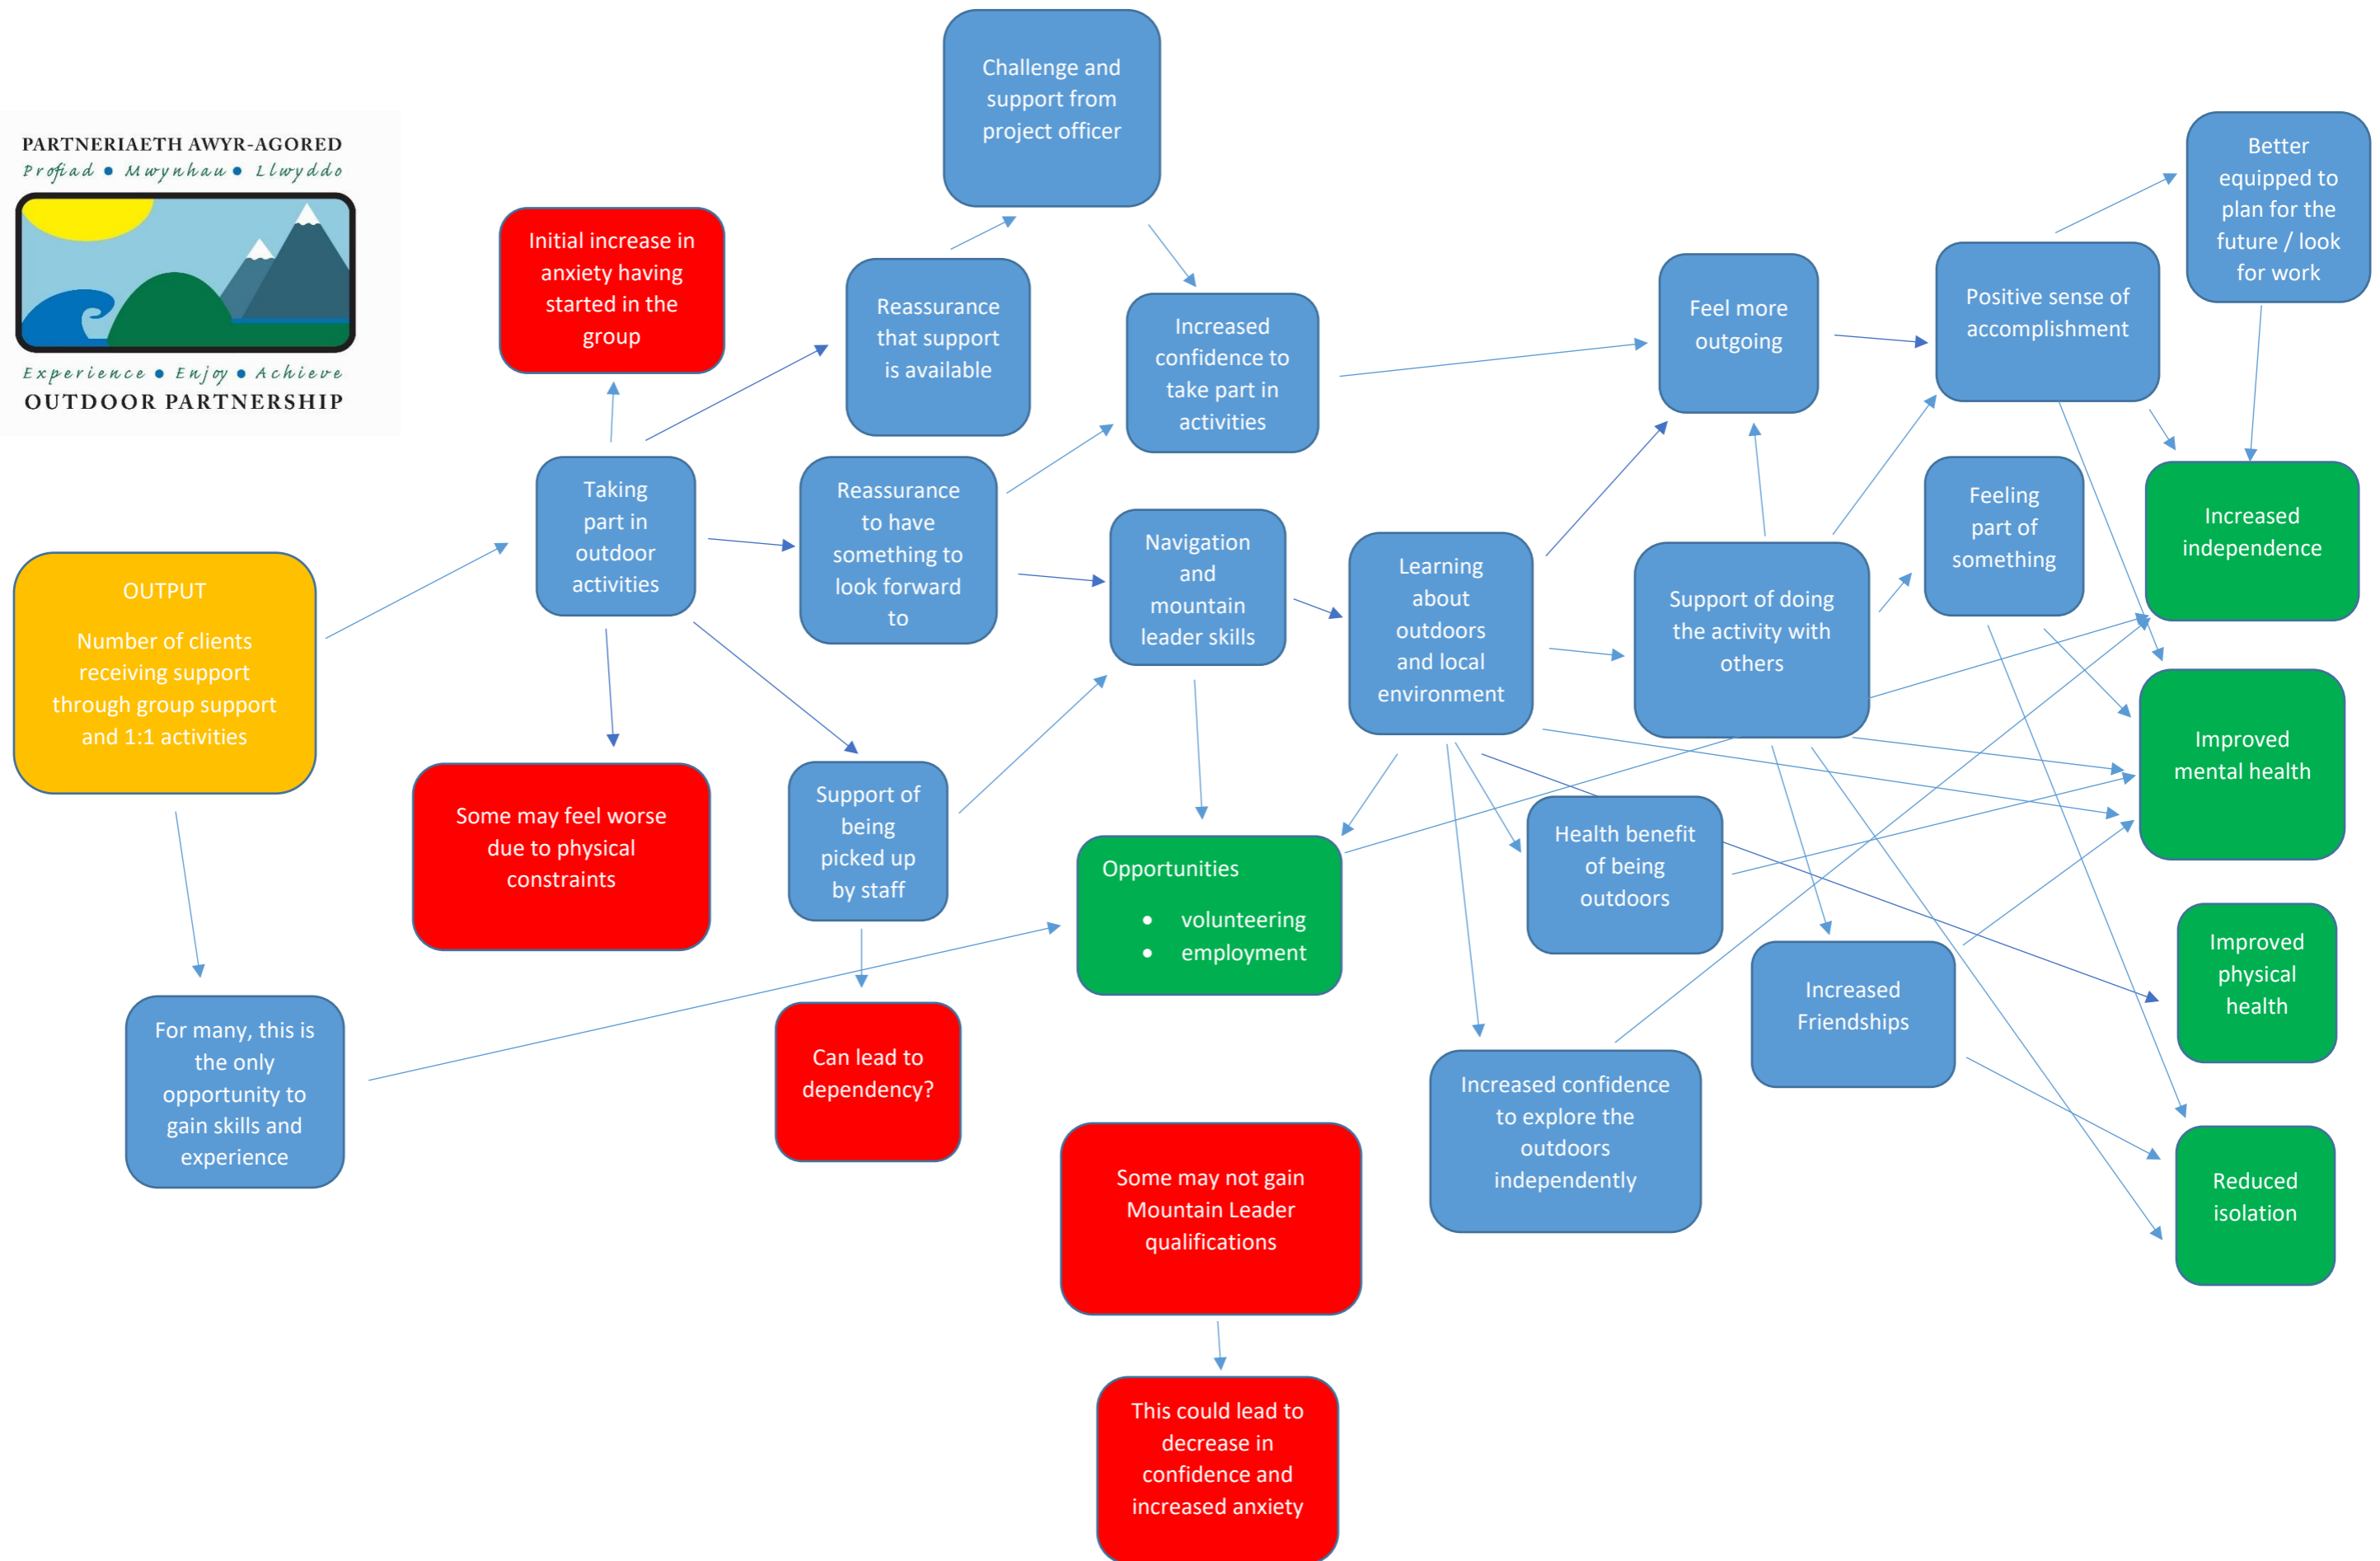 PARTNERIAETH AWYR-AGORED
Profiad • Mwynhau • Llwyddo
Experience • Enjoy • Achieve
OUTDOOR PARTNERSHIP
OUTPUT
Number of clients
receiving support
through group support
and 1:1 activities
For many, this is
the only
opportunity to
gain skills and
experience
Initial increase in
anxiety having
started in the
group
Taking
part in
outdoor
activities
Some may feel worse
due to physical
constraints
Challenge and
support from
project officer
Reassurance
that support
is available
Reassurance
to have
something to
look forward
to
Support of
being
picked up
by staff
Can lead to
dependency?
Increased
confidence to
take part in
activities
Navigation
and
mountain
leader skills
Opportunities
• volunteering
• employment
Some may not gain
Mountain Leader
qualifications
This could lead to
decrease in
confidence and
increased anxiety
Learning
about
outdoors
and local
environment
Health benefit
of being
outdoors
Increased confidence
to explore the
outdoors
independently
Feel more
outgoing
Support of doing
the activity with
others
Increased
Friendships
Positive sense of
accomplishment
Feeling
part of
something
Better
equipped to
plan for the
future / look
for work
Increased
independence
Improved
mental health
Improved
physical
health
Reduced
isolation